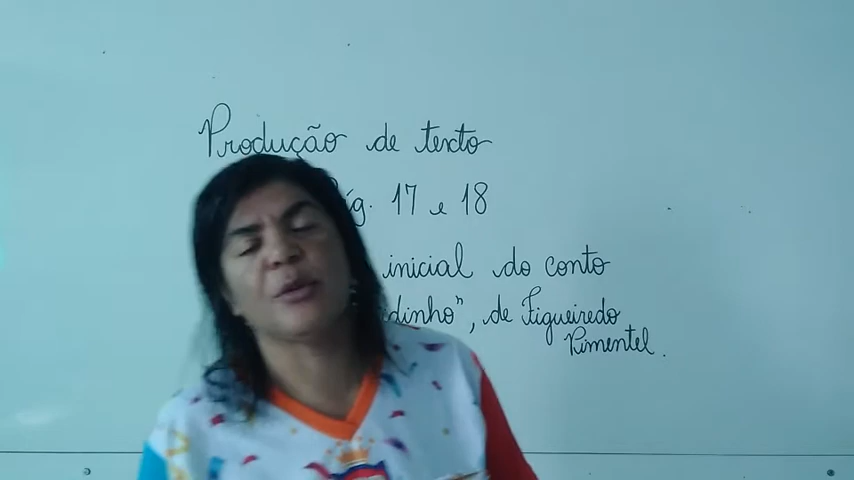 Produção de texto
17 e 18
inicial do conto
", de Figueiredo
Pimentel.